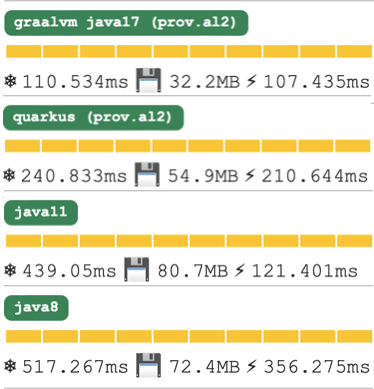 graalvm java17 (prov.al2)
❄ 110.534ms 💾 32.2MB ⚡ 107.435ms
quarkus (prov.al2)
❄ 240.833ms 💾 54.9MB ⚡ 210.644ms
java11
❄ 439.05ms 💾 80.7MB ⚡ 121.401ms
java8
❄ 517.267ms 💾 72.4MB ⚡ 356.275ms